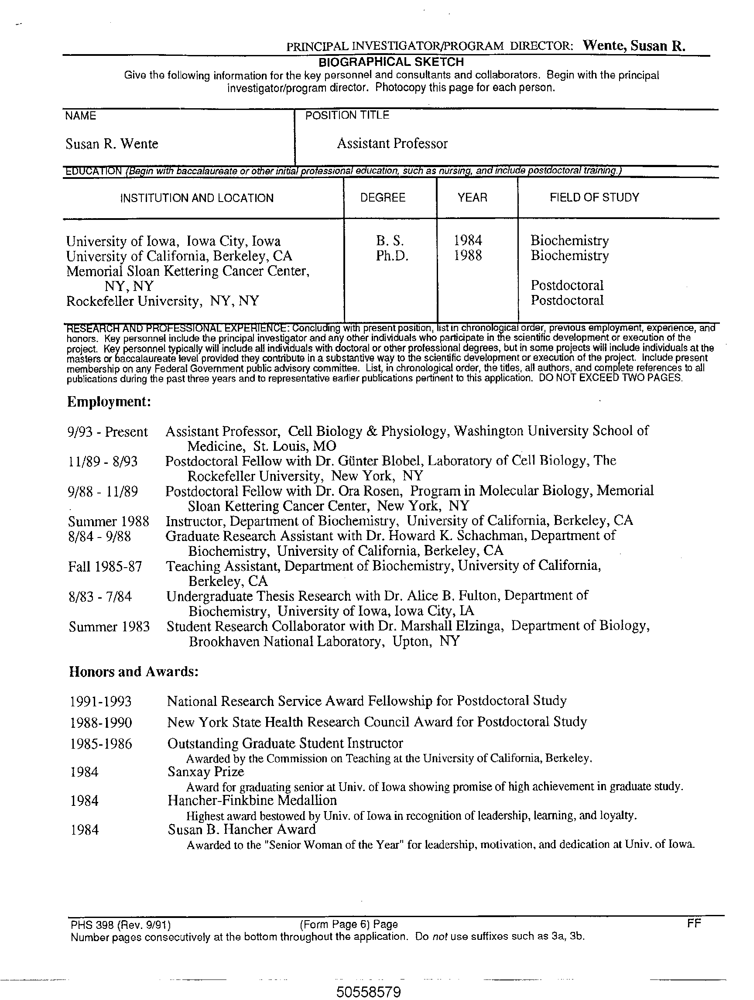 PRINCIPAL INVESTIGATOR/PROGRAM DIRECTOR: Wente, Susan R.
BIOGRAPHICAL SKETCH
Give the following information for the key personnel and consultants and collaborators. Begin with the principal
investigator/program director. Photocopy this page for each person.
NAME
POSITION TITLE
Susan R. Wente
Assistant Professor
EDUCATION (Begin with baccalaureate or other initial professional education, such as nursing, and include postdoctoral training.)
INSTITUTION AND LOCATION DEGREE YEAR FIELD OF STUDY
University of Iowa, Iowa City, Iowa B. S. 1984 Biochemistry
University of California, Berkeley, CA Ph.D. 1988 Biochemistry
Memorial Sloan Kettering Cancer Center,
NY, NY Postdoctoral
Rockefeller University, NY, NY Postdoctoral
RESEARCH AND PROFESSIONAL EXPERIENCE: Concluding with present position, list in chronological order, previous employment, experience, and
honors. Key personnel include the principal investigator and any other individuals who participate in the scientific development or execution of the
project. Key personnel typically will include all individuals with doctoral or other professional degrees, but in some projects will include individuals at the
masters or baccalaureate level provided they contribute in a substantive way to the scientific development or execution of the project. Include present
membership on any Federal Government public advisory committee. List, in chronological order, the titles, all authors, and complete references to all
publications during the past three years and to representative earlier publications pertinent to this application. DO NOT EXCEED TWO PAGES.
Employment:
9/93 - Present Assistant Professor, Cell Biology & Physiology, Washington University School of
Medicine, St. Louis, MO
11/89 - 8/93 Postdoctoral Fellow with Dr. Günter Blobel, Laboratory of Cell Biology, The
Rockefeller University, New York, NY
9/88 - 11/89 Postdoctoral Fellow with Dr. Ora Rosen, Program in Molecular Biology, Memorial
Sloan Kettering Cancer Center, New York, NY
Summer 1988 Instructor, Department of Biochemistry, University of California, Berkeley, CA
8/84 - 9/88 Graduate Research Assistant with Dr. Howard K. Schachman, Department of
Biochemistry, University of California, Berkeley, CA
Fall 1985-87 Teaching Assistant, Department of Biochemistry, University of California,
Berkeley, CA
8/83 - 7/84 Undergraduate Thesis Research with Dr. Alice B. Fulton, Department of
Biochemistry, University of Iowa, Iowa City, IA
Summer 1983 Student Research Collaborator with Dr. Marshall Elzinga, Department of Biology,
Brookhaven National Laboratory, Upton, NY
Honors and Awards:
1991-1993 National Research Service Award Fellowship for Postdoctoral Study
1988-1990 New York State Health Research Council Award for Postdoctoral Study
1985-1986 Outstanding Graduate Student Instructor
Awarded by the Commission on Teaching at the University of California, Berkeley.
1984 Sanxay Prize
Award for graduating senior at Univ. of Iowa showing promise of high achievement in graduate study.
1984 Hancher-Finkbine Medallion
Highest award bestowed by Univ. of Iowa in recognition of leadership, learning, and loyalty.
1984 Susan B. Hancher Award
Awarded to the "Senior Woman of the Year" for leadership, motivation, and dedication at Univ. of Iowa.
PHS 398 (Rev. 9/91) (Form Page 6) Page FF
Number pages consecutively at the bottom throughout the application. Do not use suffixes such as 3a, 3b.
50558579